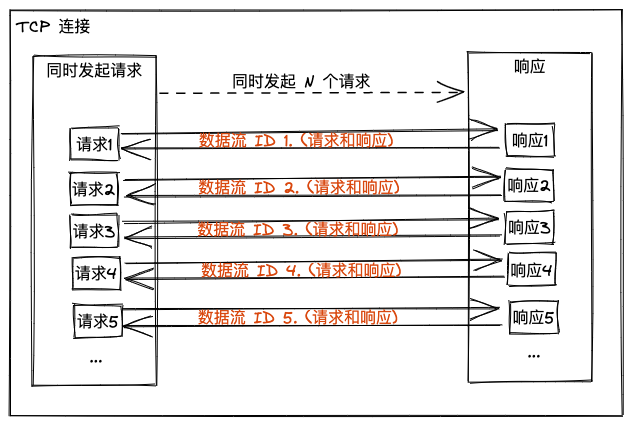 TCP 连接
同时发起请求
同时发起 N 个请求
响应
请求1
数据流 ID 1.(请求和响应)
响应1
请求2
数据流 ID 2.(请求和响应)
响应2
请求3
数据流 ID 3.(请求和响应)
响应3
请求4
数据流 ID 4.(请求和响应)
响应4
请求5
数据流 ID 5.(请求和响应)
响应5
...
...